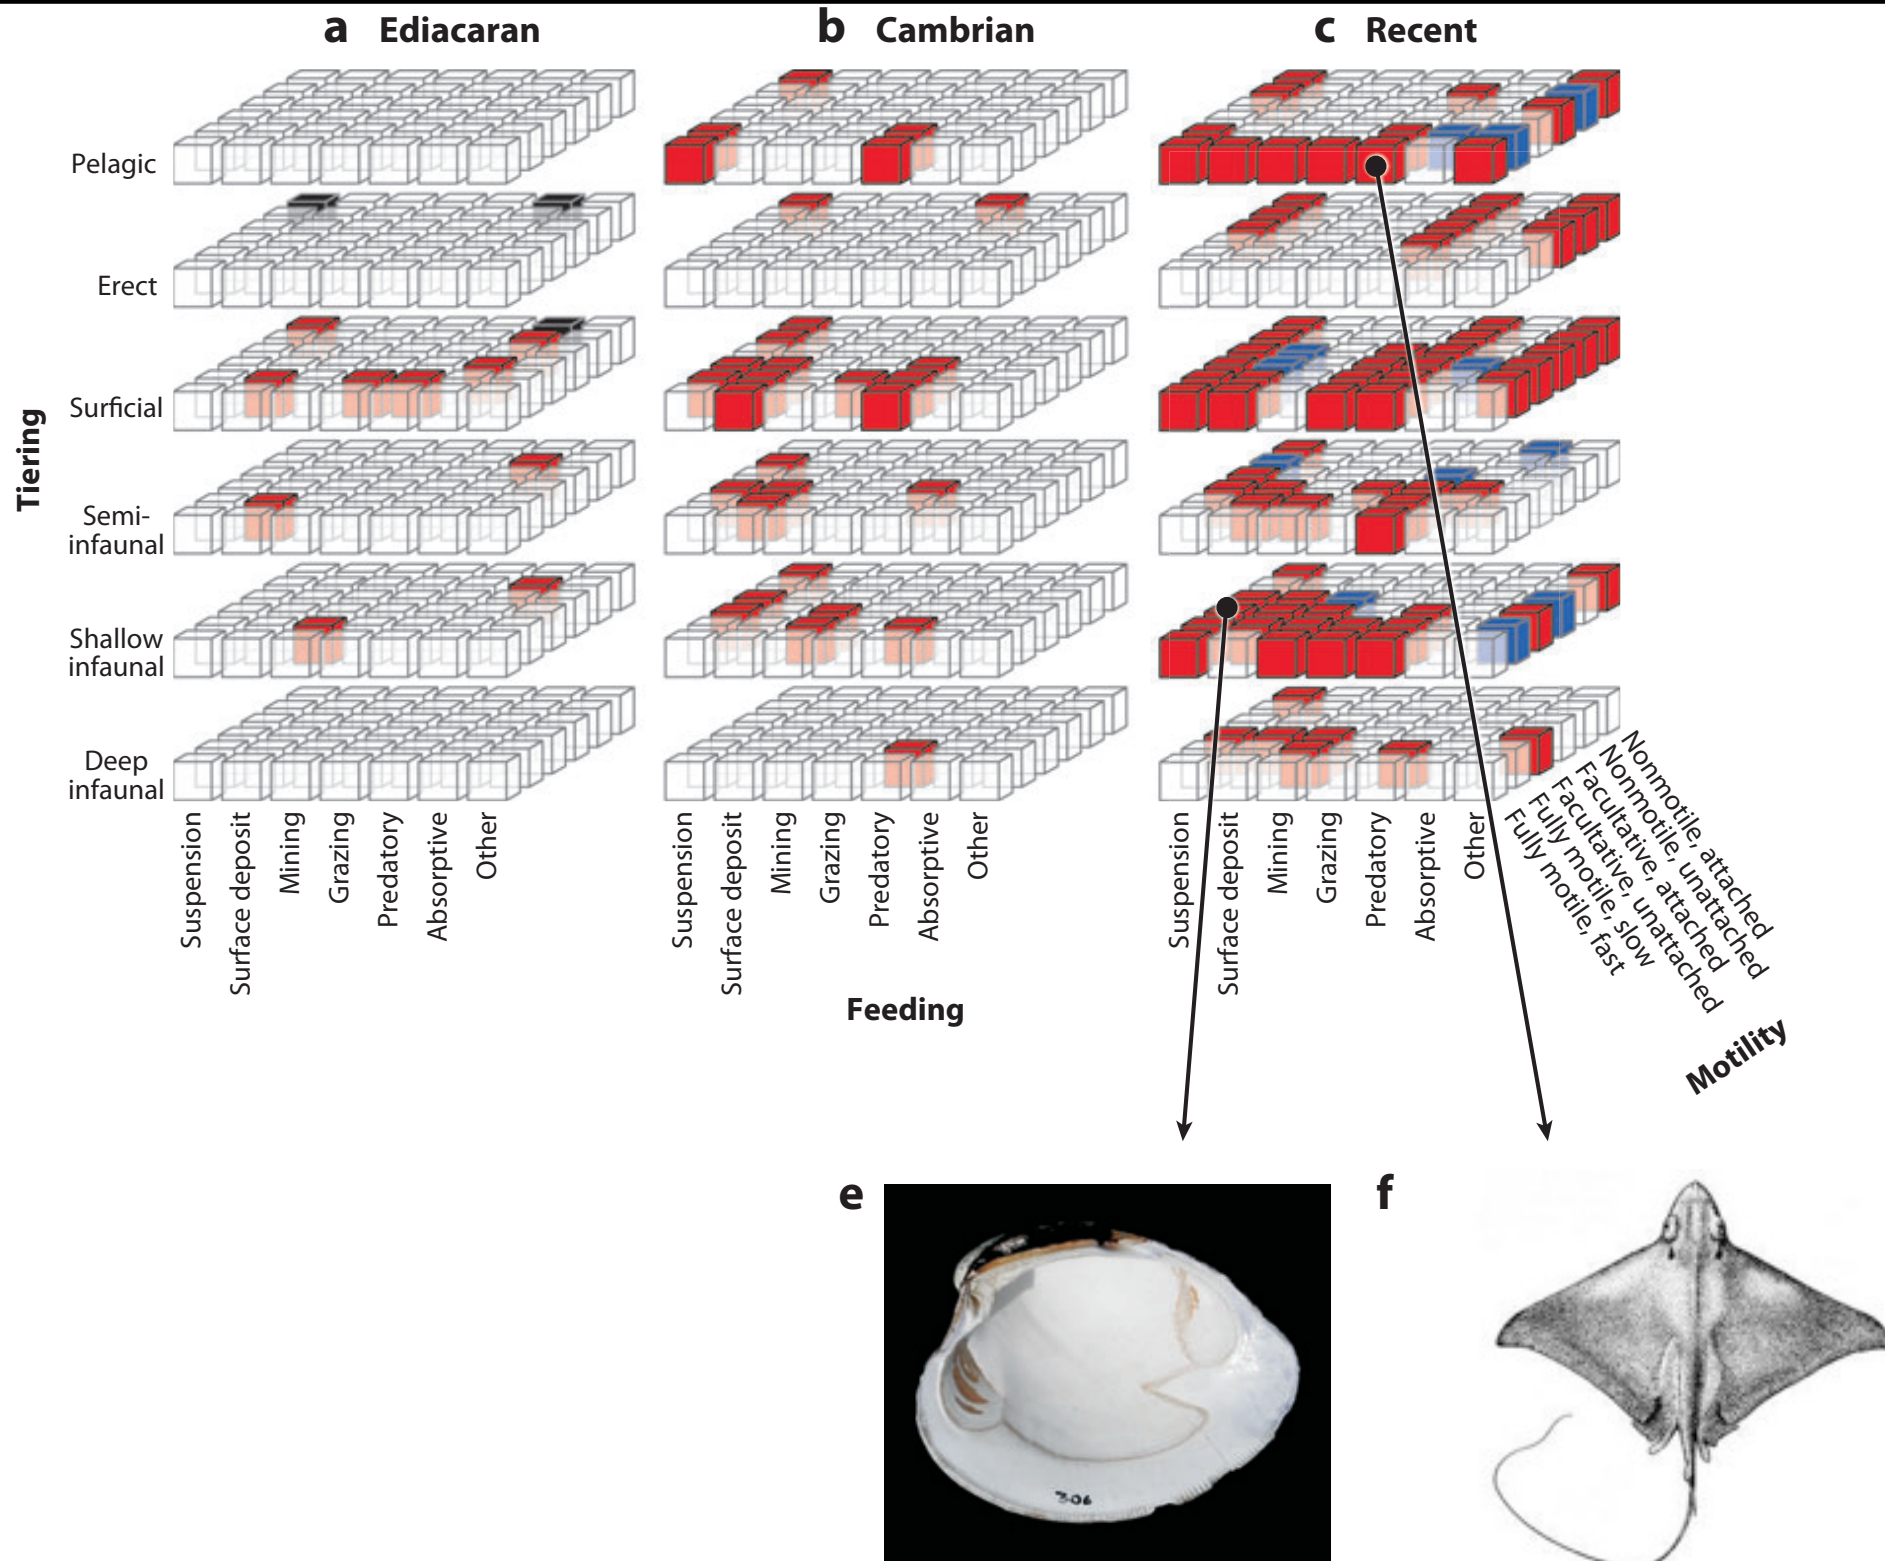 a Ediacaran
b Cambrian
c Recent
Tiering
Pelagic
Erect
Surficial
Semi-
infaunal
Shallow
infaunal
Deep
infaunal
Suspension
Surface deposit
Mining
Grazing
Predatory
Absorptive
Other
Suspension
Surface deposit
Mining
Grazing
Predatory
Absorptive
Other
Suspension
Surface deposit
Mining
Grazing
Predatory
Absorptive
Other
Nonmotile, attached
Nonmotile, unattached
Facultative, attached
Facultative, unattached
Fully motile, slow
Fully motile, fast
Feeding
Motility
e
f
306